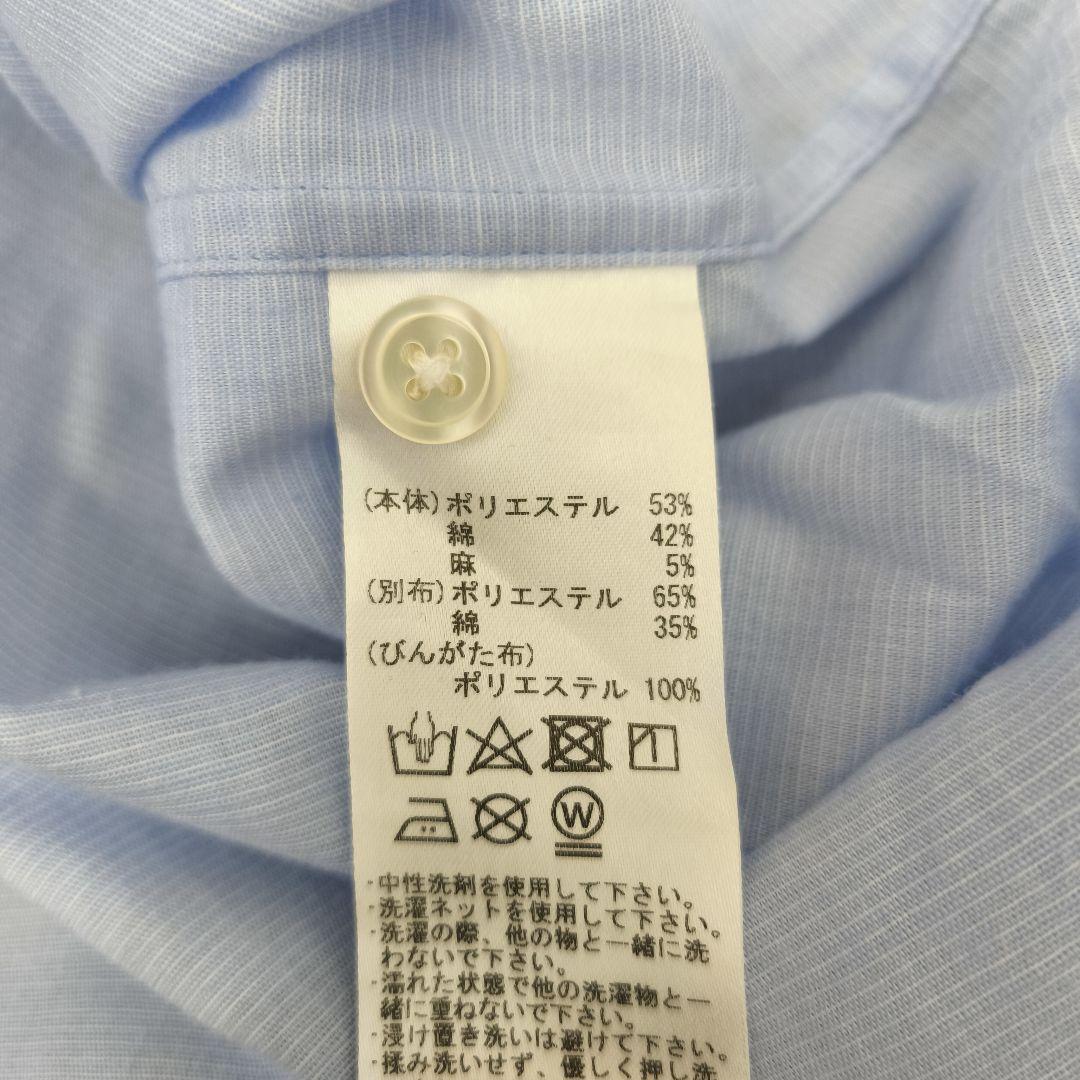 (本体)ポリエステル 53%
綿 42%
麻 5%
(別布)ポリエステル 65%
綿 35%
(びんがた布)
ポリエステル 100%
W
・中性洗剤を使用して下さい。
・洗濯ネットを使用して下さい。
・洗濯の際、他の物と一緒に洗
わないで下さい。
・濡れた状態で他の洗濯物と一
緒に重ねないで下さい。
・浸け置き洗いは避けて下さい。
・揉み洗いせず、優しく押し洗